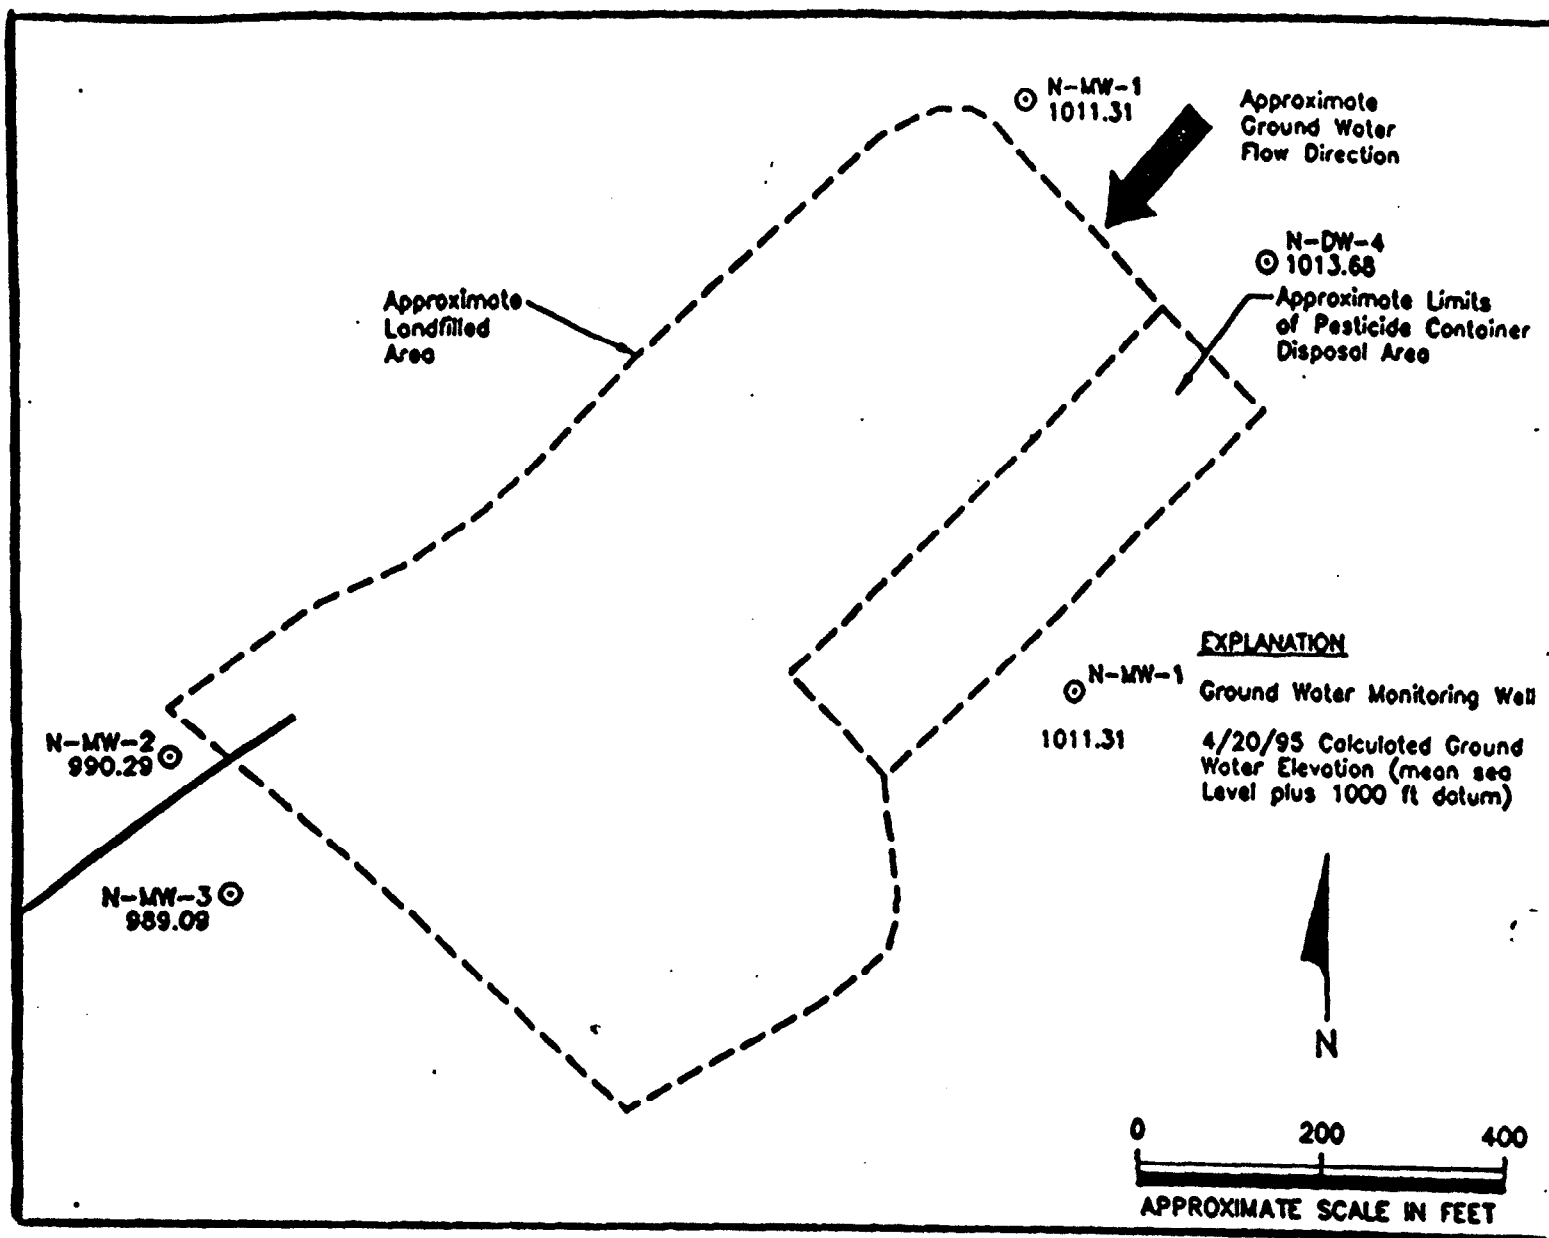 N-MW-1
1011.31
Approximate
Ground Water
Flow Direction
N-DW-4
1013.68
Approximate
Landfilled
Area
Approximate Limits
of Pesticide Container
Disposal Area
EXPLANATION
N-MW-1
Ground Water Monitoring Well
1011.31
4/20/95 Calculated Ground
Water Elevation (mean sea
Level plus 1000 ft datum)
N-MW-2
990.29
N-MW-3
989.09
N
0 200 400
APPROXIMATE SCALE IN FEET